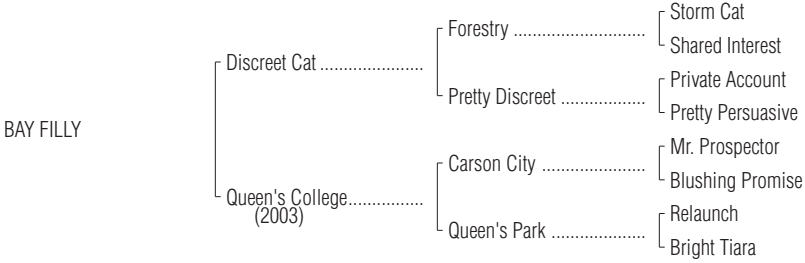 Storm Cat
Forestry ............................
Shared Interest
Discreet Cat ......................
Private Account
Pretty Discreet ..................
Pretty Persuasive
BAY FILLY
Mr. Prospector
Carson City ......................
Blushing Promise
Queen's College................
(2003)
Relaunch
Queen's Park ....................
Bright Tiara